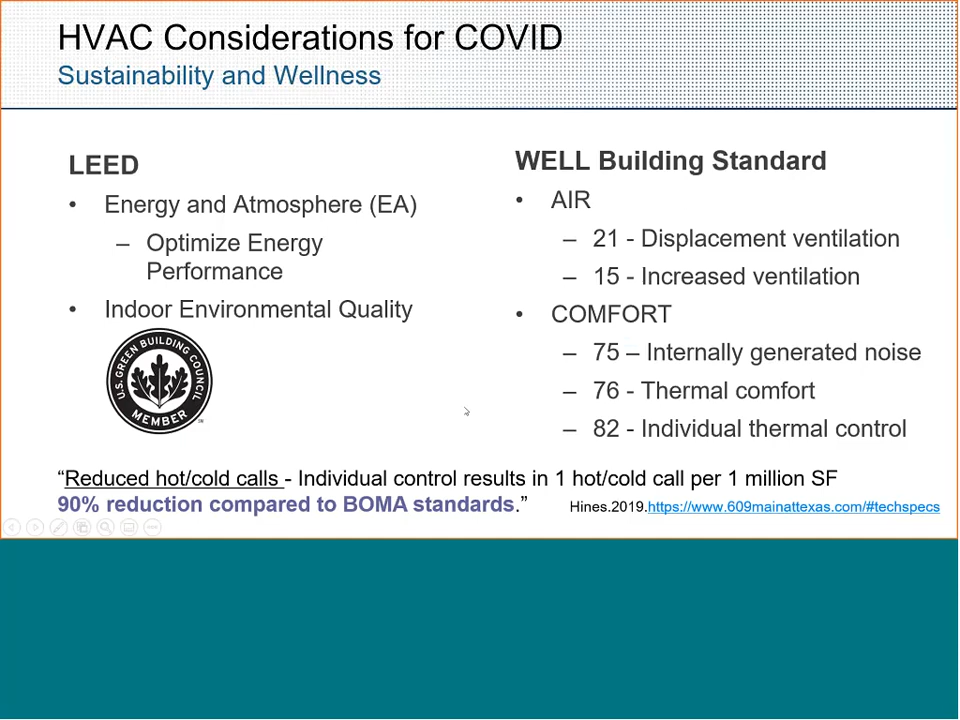 HVAC Considerations for COVID
Sustainability and Wellness
LEED
• Energy and Atmosphere (EA)
– Optimize Energy
Performance
• Indoor Environmental Quality
U.S. GREEN BUILDING COUNCIL
MEMBER
SM
WELL Building Standard
• AIR
– 21 - Displacement ventilation
– 15 - Increased ventilation
• COMFORT
– 75 – Internally generated noise
– 76 - Thermal comfort
– 82 - Individual thermal control
“Reduced hot/cold calls - Individual control results in 1 hot/cold call per 1 million SF
90% reduction compared to BOMA standards.”
Hines.2019.https://www.609mainattexas.com/#techspecs